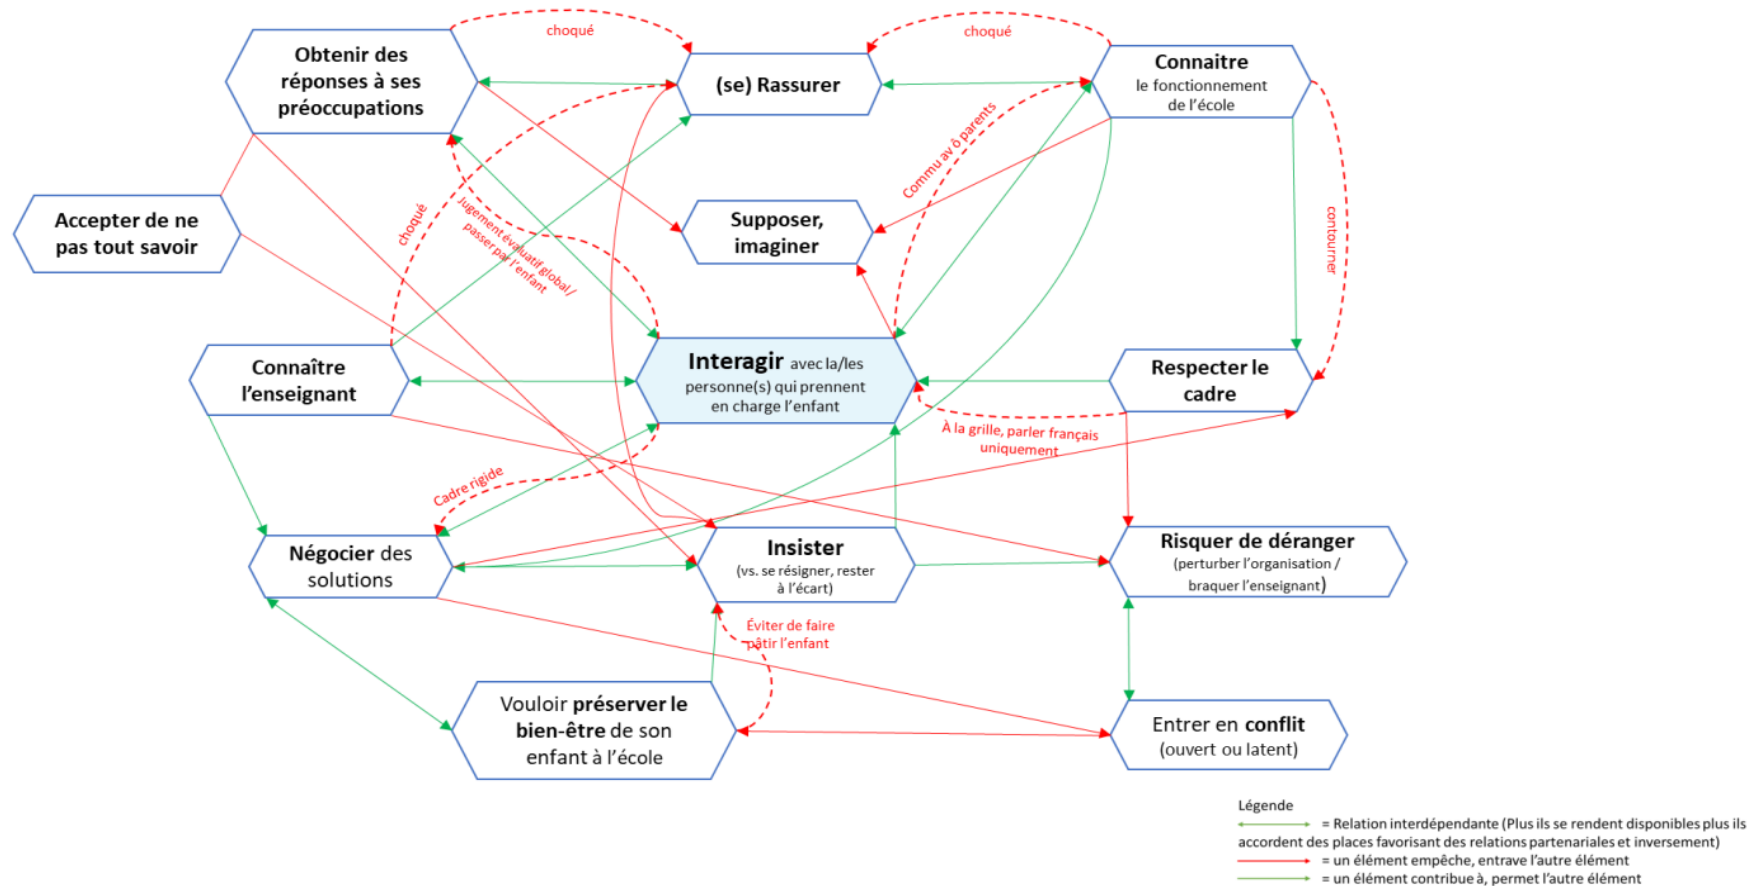 choqué
choqué
Obtenir des
réponses à ses
préoccupations
(se) Rassurer
Connaitre
le fonctionnement
de l'école
Commu av ô parents
Accepter de ne
pas tout savoir
choqué
Jugement évaluatif global/
passer par l'enfant
Supposer,
imaginer
contourner
Connaître
l'enseignant
Interagir avec la/les
personne(s) qui prennent
en charge l'enfant
Respecter le
cadre
À la grille, parler français
uniquement
Cadre rigide
Négocier des
solutions
Insister
(vs. se résigner, rester
à l'écart)
Risquer de déranger
(perturber l'organisation /
braquer l'enseignant)
Éviter de faire
pâtir l'enfant
Vouloir préserver le
bien-être de son
enfant à l'école
Entrer en conflit
(ouvert ou latent)
Légende
= Relation interdépendante (Plus ils se rendent disponibles plus ils
accordent des places favorisant des relations partenariales et inversement)
= un élément empêche, entrave l'autre élément
= un élément contribue à, permet l'autre élément